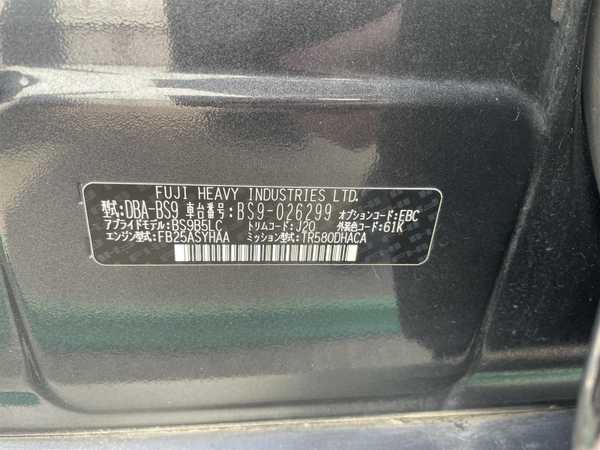 FUJI HEAVY INDUSTRIES LTD.
型式:DBA-BS9 車台番号:BS9-026299 オプションコード:EBC
アプライドモデル:BS9B5LC トリムコード:J20 外装色コード:61K
エンジン型式:FB25ASYHAA ミッション型式:TR580DHACA